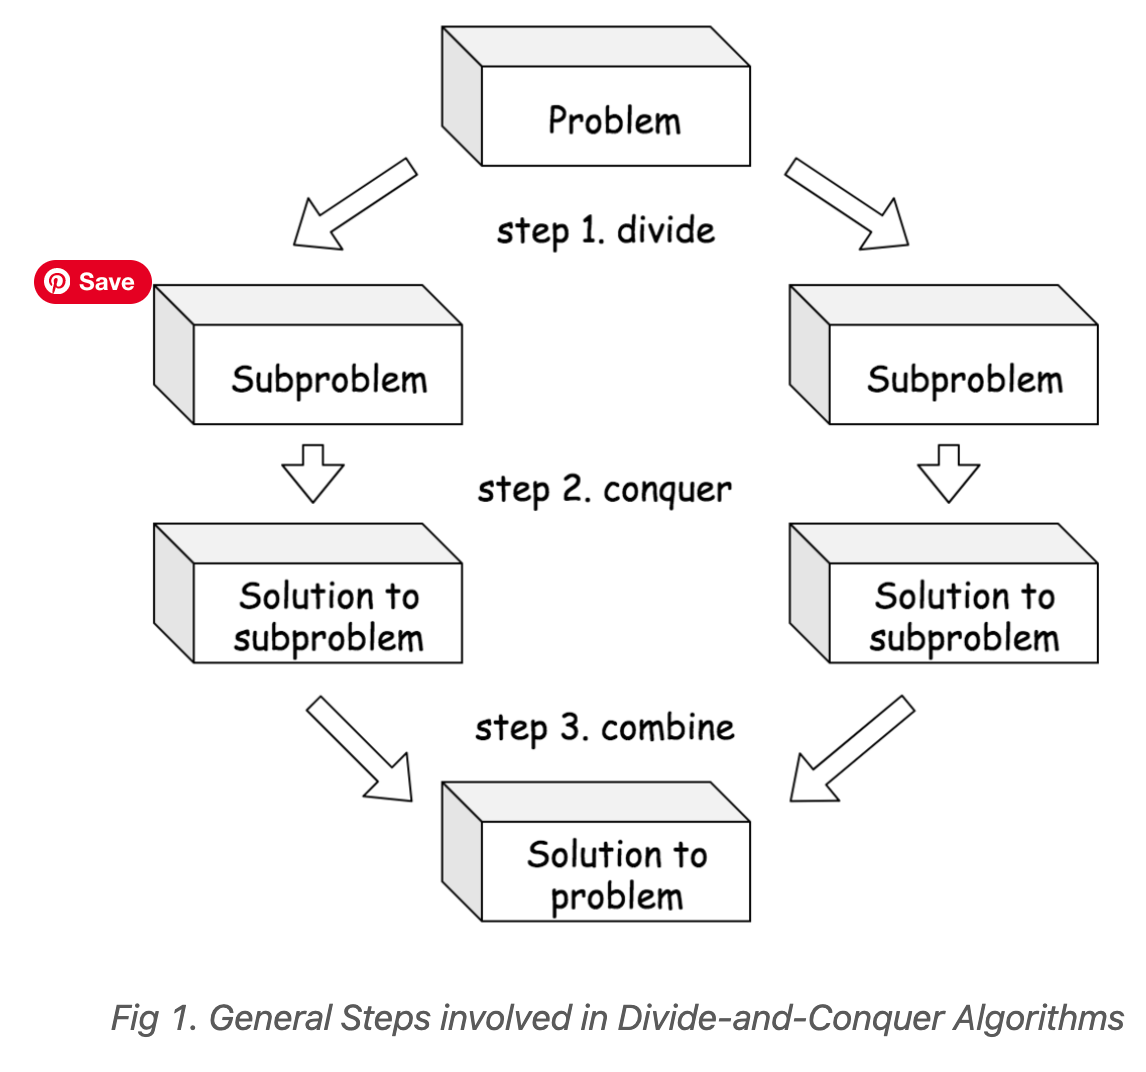 Problem
step 1. divide
Save
Subproblem
Subproblem
step 2. conquer
Solution to
subproblem
Solution to
subproblem
step 3. combine
Solution to
problem
Fig 1. General Steps involved in Divide-and-Conquer Algorithms